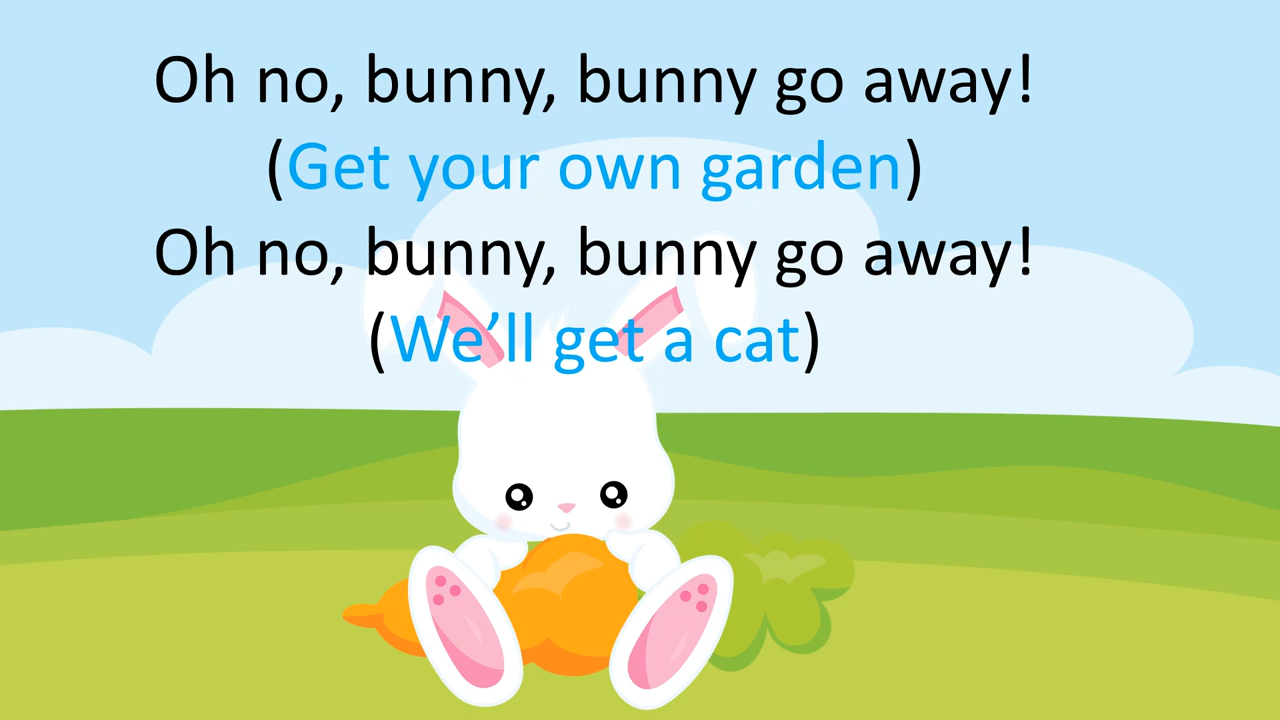 Oh no, bunny, bunny go away!
(Get your own garden)
Oh no, bunny, bunny go away!
(We’ll get a cat)